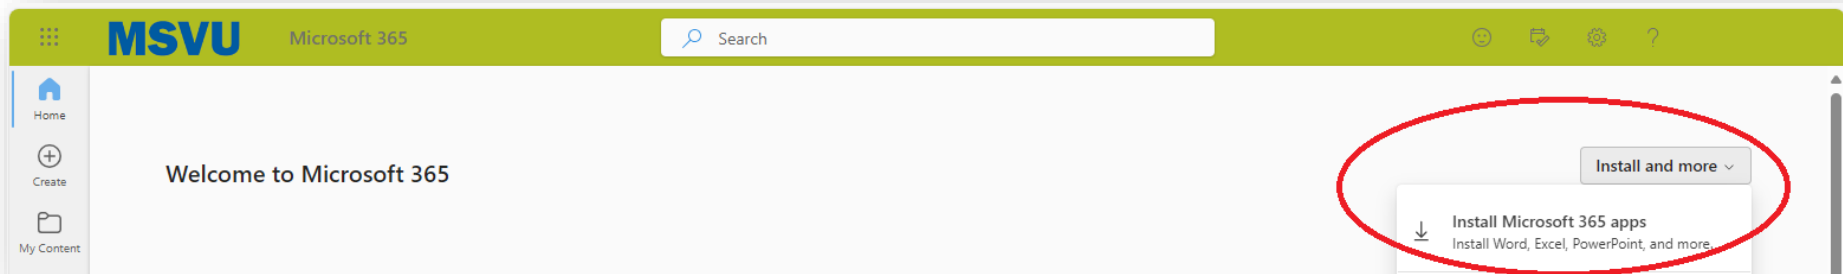 MSVU Microsoft 365 Search ?
Home
Create
My Content
Welcome to Microsoft 365
Install and more
Install Microsoft 365 apps
Install Word, Excel, PowerPoint, and more...